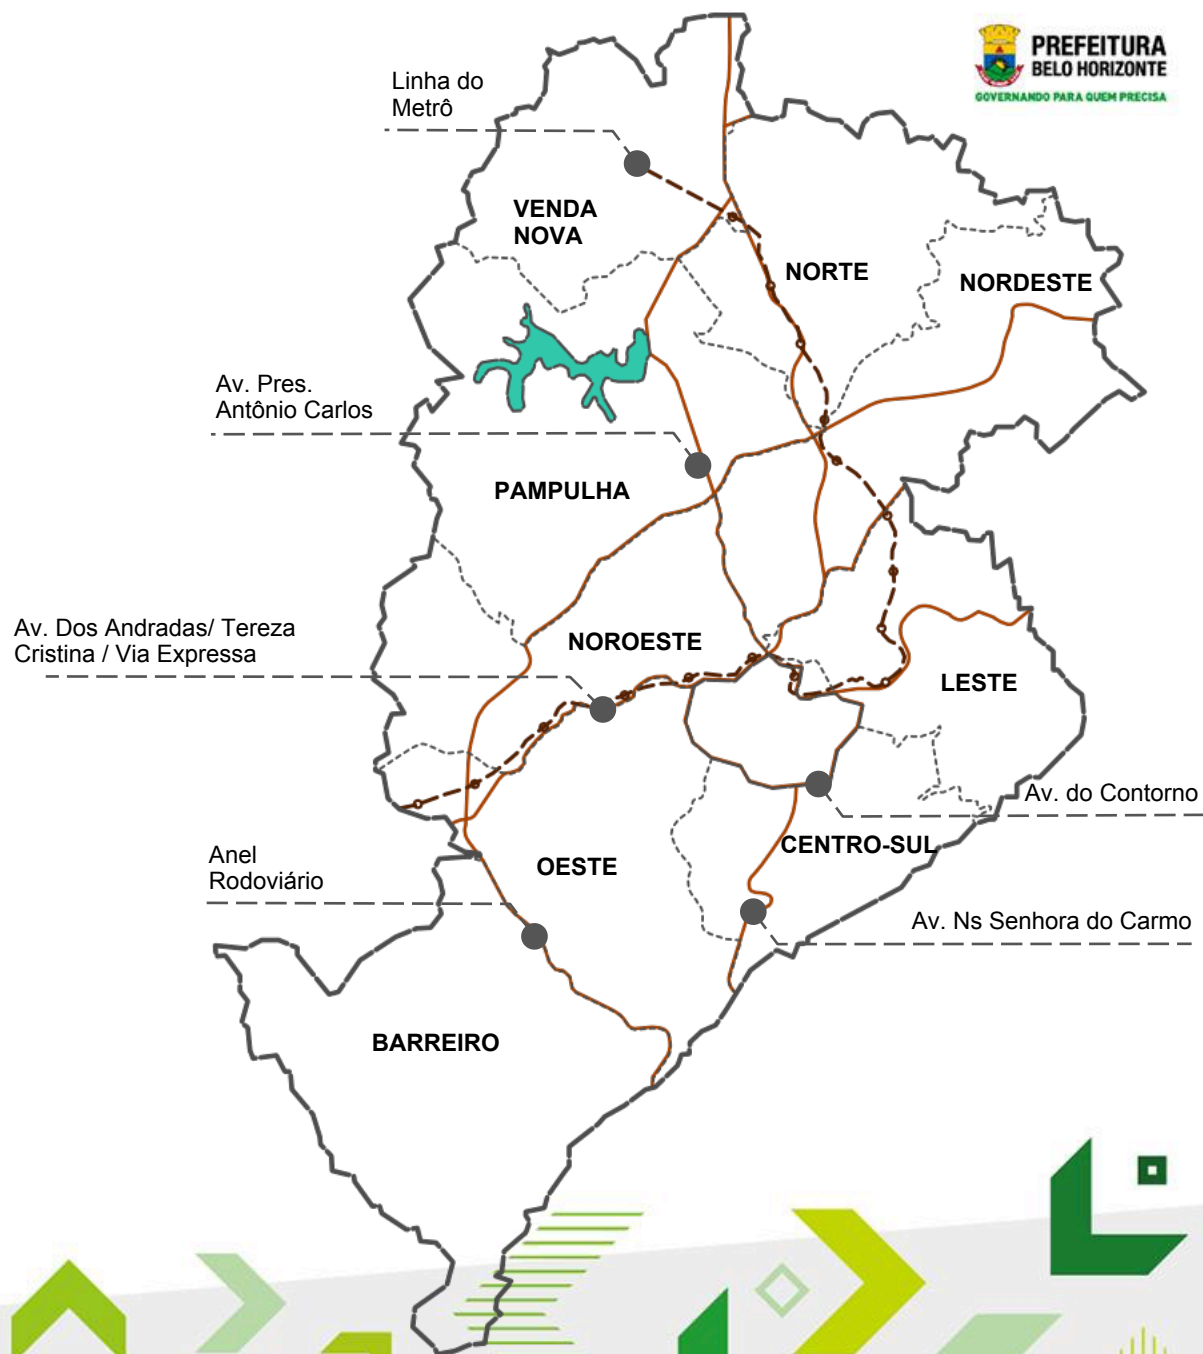 PREFEITURA
BELO HORIZONTE
GOVERNANDO PARA QUEM PRECISA
Linha do
Metrô
VENDA
NOVA
NORTE
NORDESTE
Av. Pres.
Antônio Carlos
PAMPULHA
Av. Dos Andradas/ Tereza
Cristina / Via Expressa
NOROESTE
LESTE
Av. do Contorno
CENTRO-SUL
Anel
Rodoviário
OESTE
Av. Ns Senhora do Carmo
BARREIRO